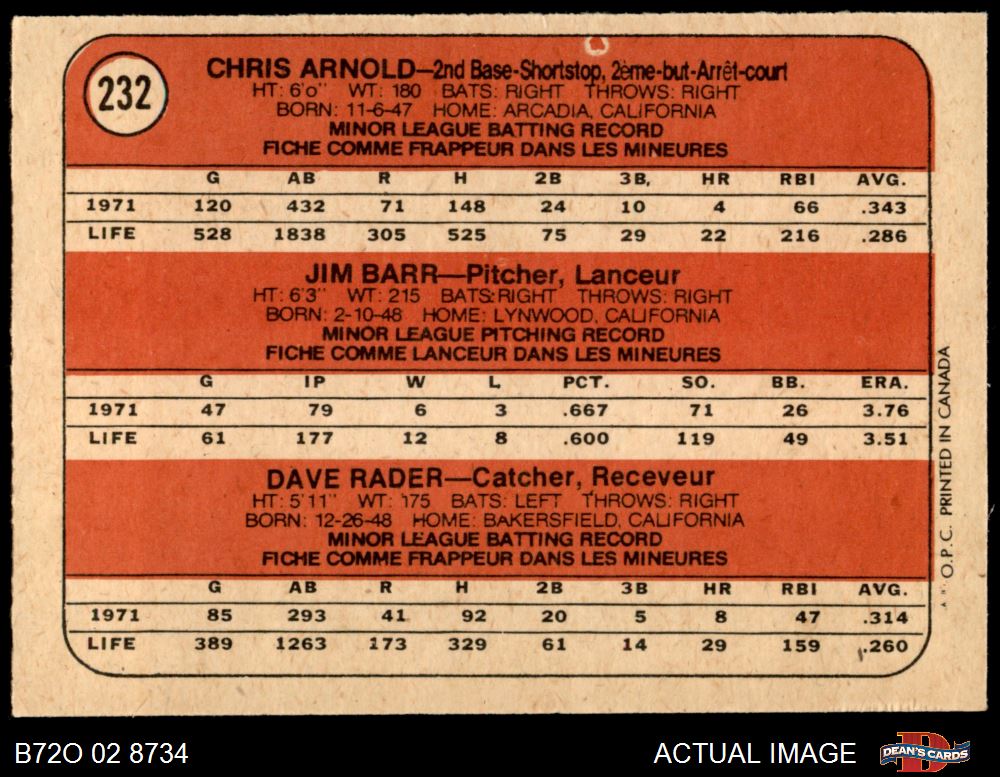 232
CHRIS ARNOLD—2nd Base-Shortstop, 2ème-but-Arrêt-court
HT: 6'0" WT: 180 BATS: RIGHT THROWS: RIGHT
BORN: 11-6-47 HOME: ARCADIA, CALIFORNIA
MINOR LEAGUE BATTING RECORD
FICHE COMME FRAPPEUR DANS LES MINEURES
G AB R H 2B 3B, HR RBI AVG.
1971 120 432 71 148 24 10 4 66 .343
LIFE 528 1838 305 525 75 29 22 216 .286
JIM BARR—Pitcher, Lanceur
HT: 6'3" WT: 215 BATS:RIGHT THROWS: RIGHT
BORN: 2-10-48 HOME: LYNWOOD, CALIFORNIA
MINOR LEAGUE PITCHING RECORD
FICHE COMME LANCEUR DANS LES MINEURES
G IP W L PCT. SO. BB. ERA.
1971 47 79 6 3 .667 71 26 3.76
LIFE 61 177 12 8 .600 119 49 3.51
DAVE RADER—Catcher, Receveur
HT: 5'11" WT: 175 BATS: LEFT THROWS: RIGHT
BORN: 12-26-48 HOME: BAKERSFIELD, CALIFORNIA
MINOR LEAGUE BATTING RECORD
FICHE COMME FRAPPEUR DANS LES MINEURES
G AB R H 2B 3B HR RBI AVG.
1971 85 293 41 92 20 5 8 47 .314
LIFE 389 1263 173 329 61 14 29 159 .260
O.P.C. PRINTED IN CANADA
B72O 02 8734
ACTUAL IMAGE
DEAN'S CARDS